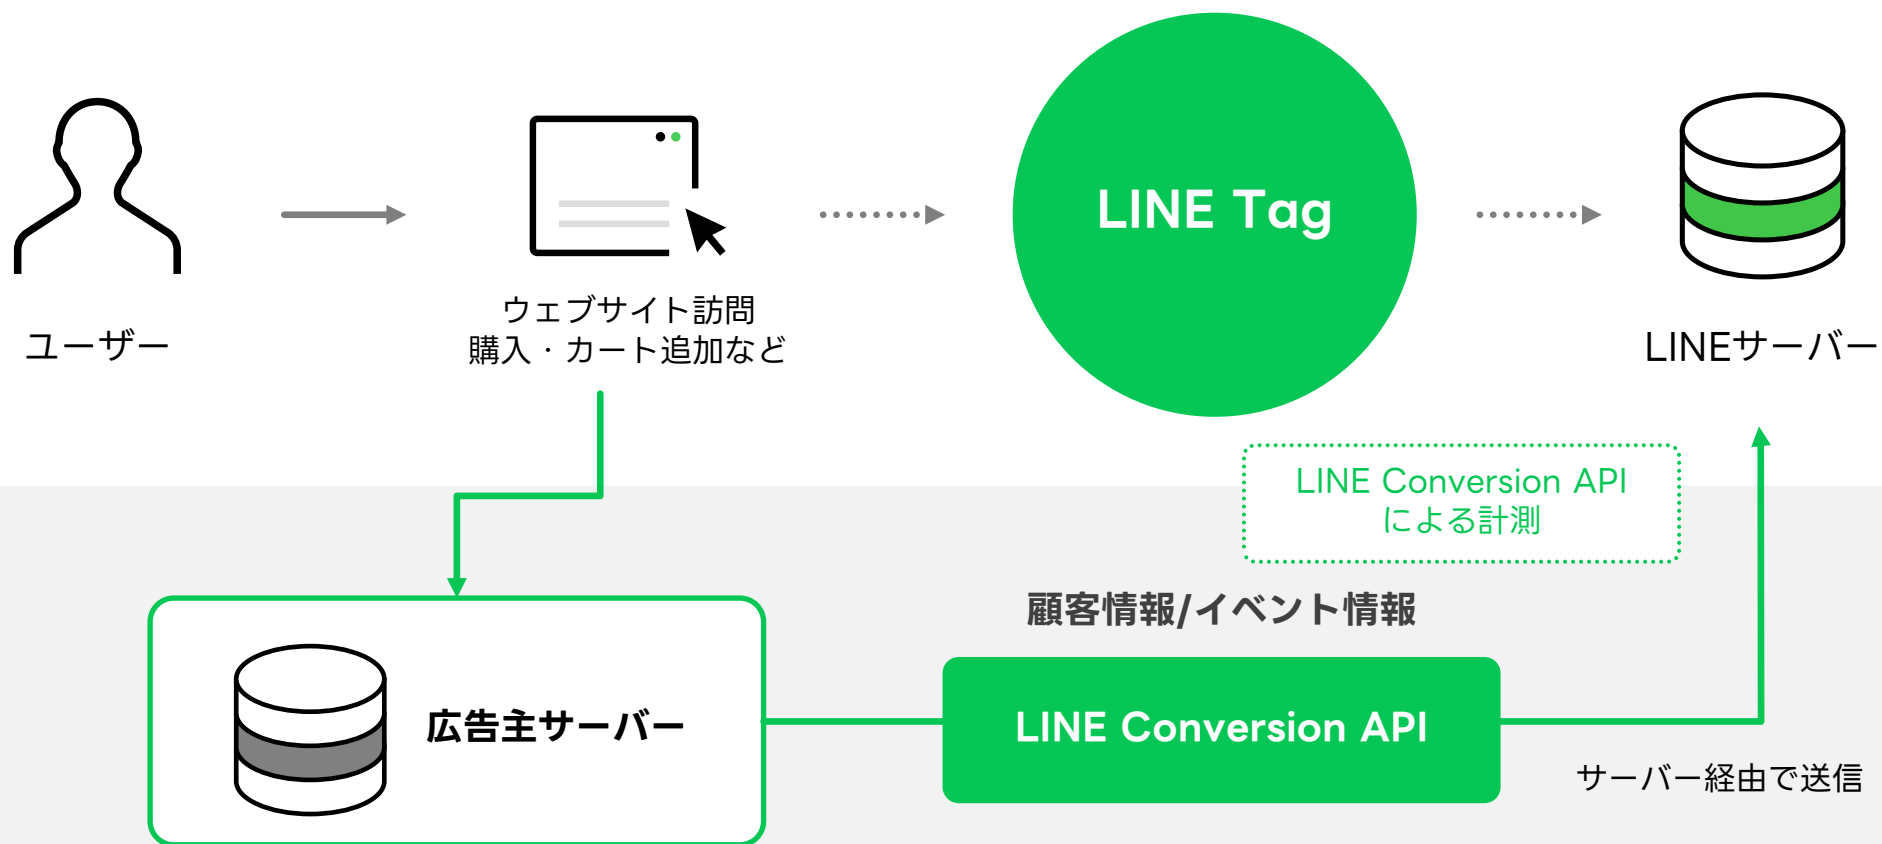 LINE Tag
ユーザー
ウェブサイト訪問
購入・カート追加など
LINEサーバー
LINE Conversion API
による計測
顧客情報/イベント情報
広告主サーバー
LINE Conversion API
サーバー経由で送信